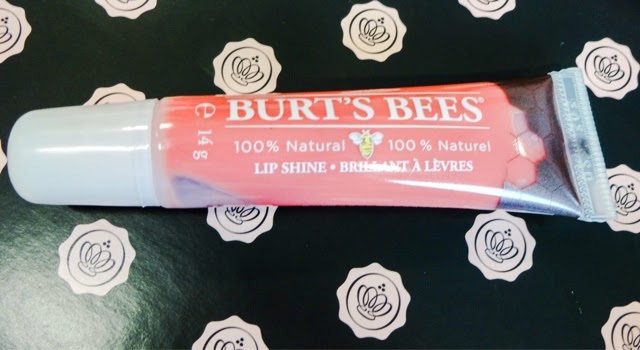 BURT'S BEES®
100% Natural 100% Naturel
LIP SHINE • BRILLANT À LÈVRES
e 14 g